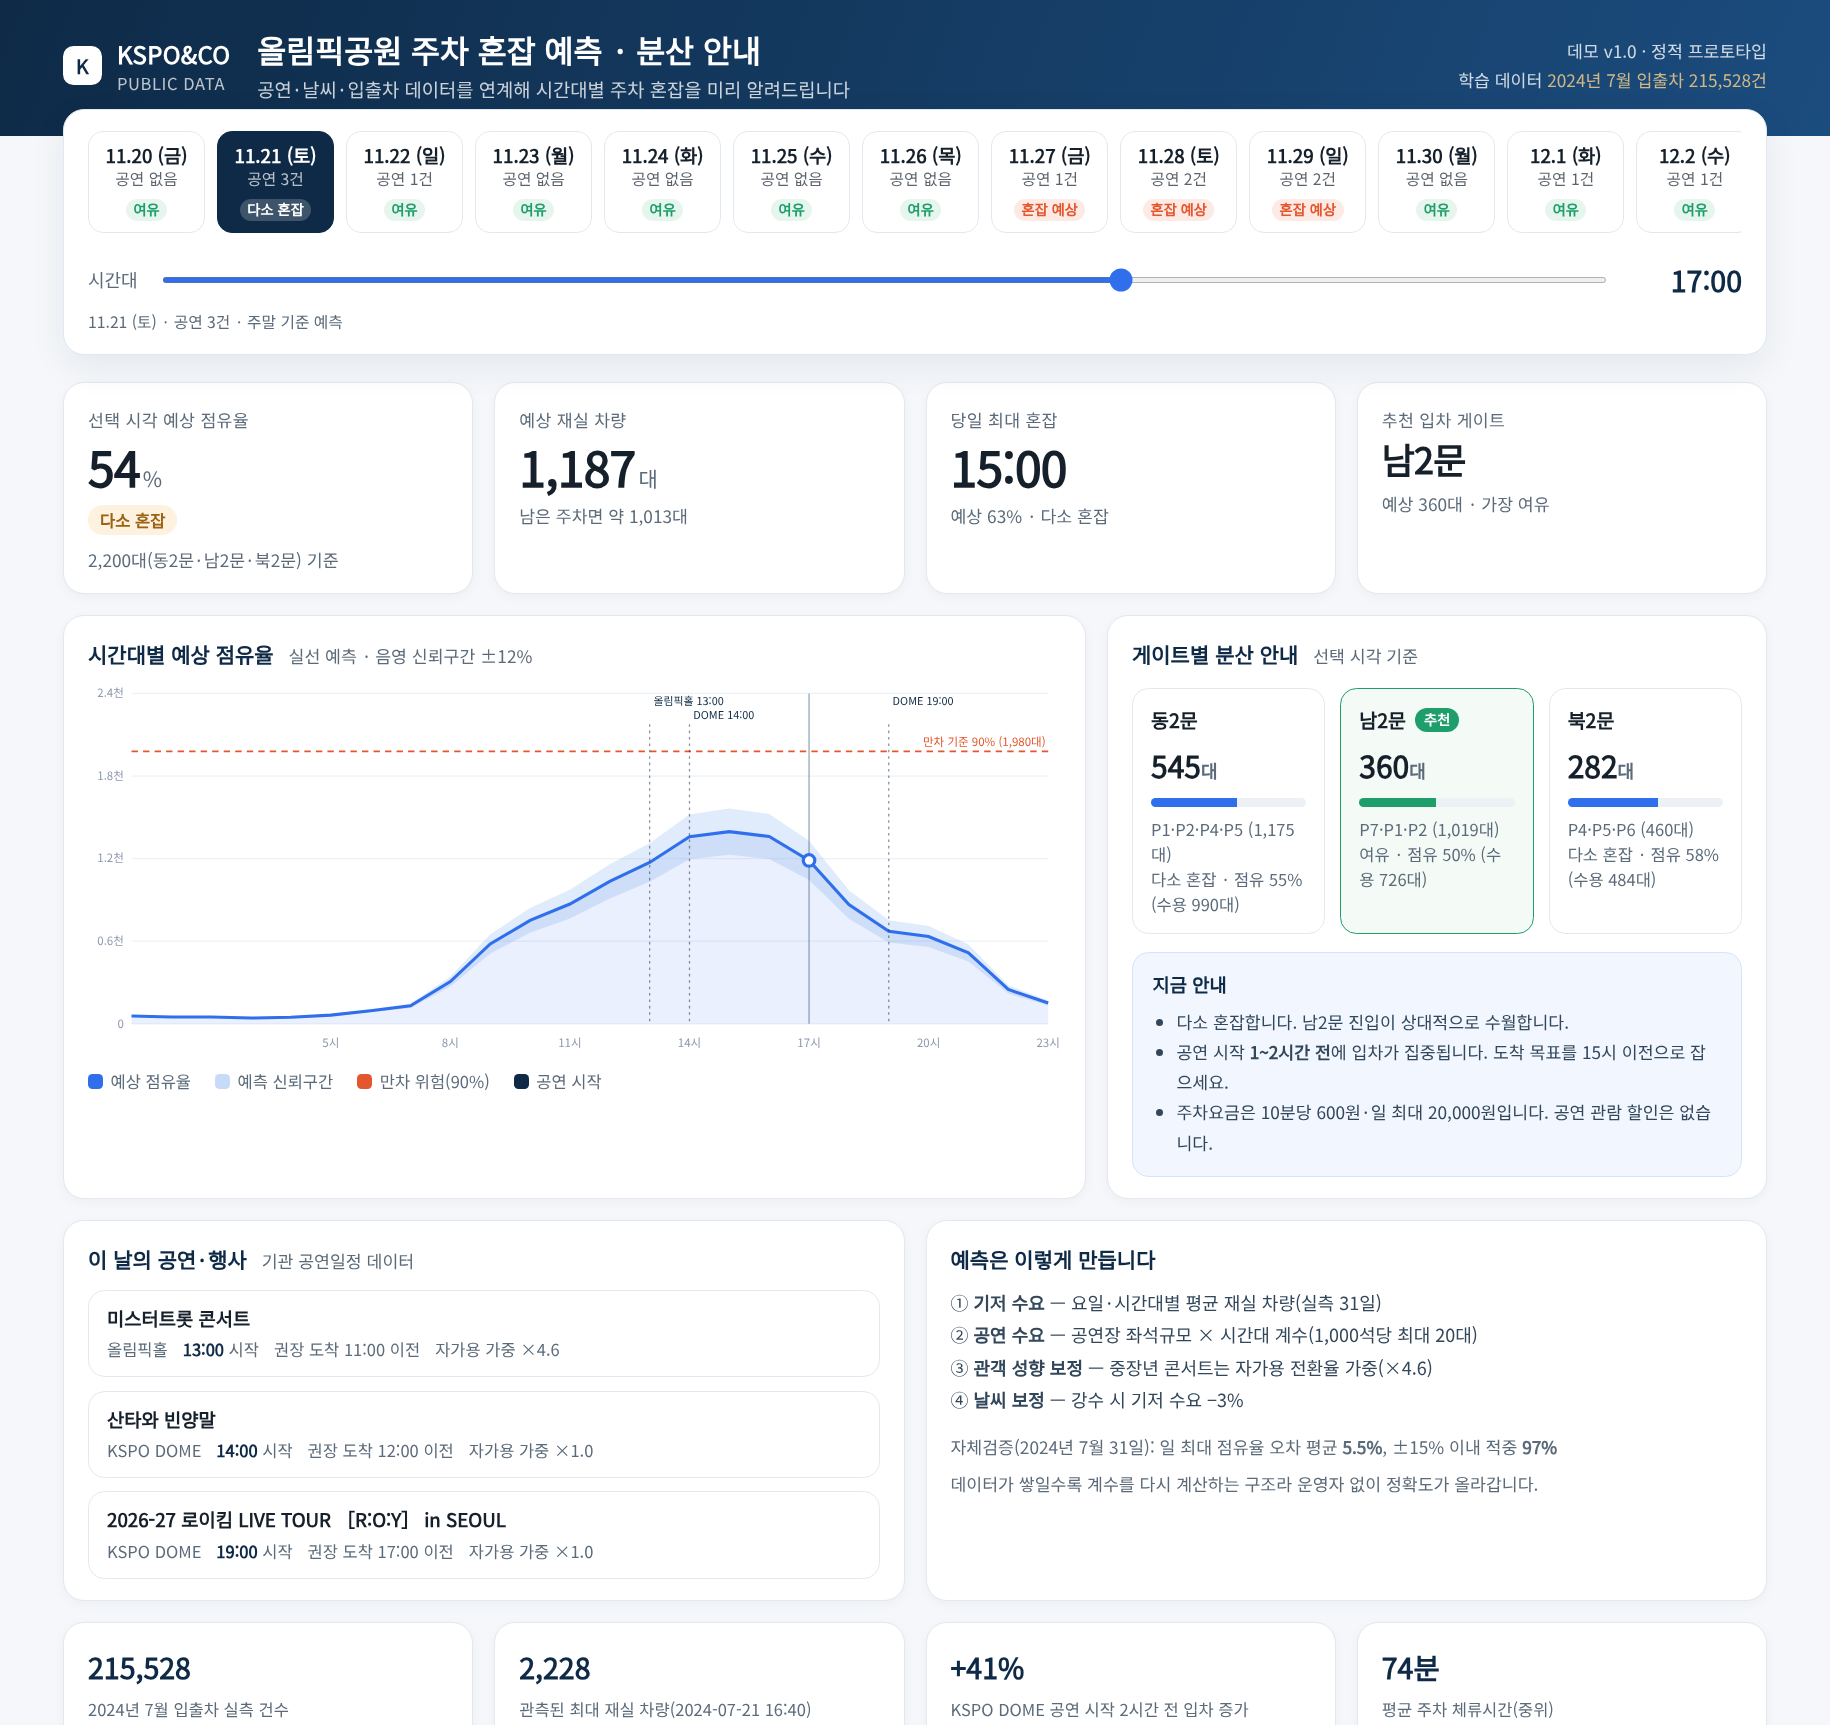 K
KSPO&CO
PUBLIC DATA
올림픽공원 주차 혼잡 예측 · 분산 안내
공연·날씨·입출차 데이터를 연계해 시간대별 주차 혼잡을 미리 알려드립니다
데모 v1.0 · 정적 프로토타입
학습 데이터 2024년 7월 입출차 215,528건
11.20 (금)
공연 없음
여유
11.21 (토)
공연 3건
다소 혼잡
11.22 (일)
공연 1건
여유
11.23 (월)
공연 없음
여유
11.24 (화)
공연 없음
여유
11.25 (수)
공연 없음
여유
11.26 (목)
공연 없음
여유
11.27 (금)
공연 1건
혼잡 예상
11.28 (토)
공연 2건
혼잡 예상
11.29 (일)
공연 2건
혼잡 예상
11.30 (월)
공연 없음
여유
12.1 (화)
공연 1건
여유
12.2 (수)
공연 1건
여유
시간대
17:00
11.21 (토) · 공연 3건 · 주말 기준 예측
선택 시각 예상 점유율
54%
다소 혼잡
2,200대(동2문·남2문·북2문) 기준
예상 재실 차량
1,187대
남은 주차면 약 1,013대
당일 최대 혼잡
15:00
예상 63% · 다소 혼잡
추천 입차 게이트
남2문
예상 360대 · 가장 여유
시간대별 예상 점유율 실선 예측 · 음영 신뢰구간 ±12%
2.4천
1.8천
1.2천
0.6천
0
올림픽홀 13:00
DOME 14:00
DOME 19:00
만차 기준 90% (1,980대)
5시
8시
11시
14시
17시
20시
23시
예상 점유율
예측 신뢰구간
만차 위험(90%)
공연 시작
게이트별 분산 안내 선택 시각 기준
동2문
545대
P1·P2·P4·P5 (1,175
대)
다소 혼잡 · 점유 55%
(수용 990대)
남2문 추천
360대
P7·P1·P2 (1,019대)
여유 · 점유 50% (수
용 726대)
북2문
282대
P4·P5·P6 (460대)
다소 혼잡 · 점유 58%
(수용 484대)
지금 안내
다소 혼잡합니다. 남2문 진입이 상대적으로 수월합니다.
공연 시작 1~2시간 전에 입차가 집중됩니다. 도착 목표를 15시 이전으로 잡
으세요.
주차요금은 10분당 600원·일 최대 20,000원입니다. 공연 관람 할인은 없습
니다.
이 날의 공연·행사 기관 공연일정 데이터
미스터트롯 콘서트
올림픽홀 13:00 시작 권장 도착 11:00 이전 자가용 가중 ×4.6
산타와 빈양말
KSPO DOME 14:00 시작 권장 도착 12:00 이전 자가용 가중 ×1.0
2026-27 로이킴 LIVE TOUR ［R:O:Y］ in SEOUL
KSPO DOME 19:00 시작 권장 도착 17:00 이전 자가용 가중 ×1.0
예측은 이렇게 만듭니다
① 기저 수요 — 요일·시간대별 평균 재실 차량(실측 31일)
② 공연 수요 — 공연장 좌석규모 × 시간대 계수(1,000석당 최대 20대)
③ 관객 성향 보정 — 중장년 콘서트는 자가용 전환율 가중(×4.6)
④ 날씨 보정 — 강수 시 기저 수요 −3%
자체검증(2024년 7월 31일): 일 최대 점유율 오차 평균 5.5%, ±15% 이내 적중 97%
데이터가 쌓일수록 계수를 다시 계산하는 구조라 운영자 없이 정확도가 올라갑니다.
215,528
2024년 7월 입출차 실측 건수
2,228
관측된 최대 재실 차량(2024-07-21 16:40)
+41%
KSPO DOME 공연 시작 2시간 전 입차 증가
74분
평균 주차 체류시간(중위)